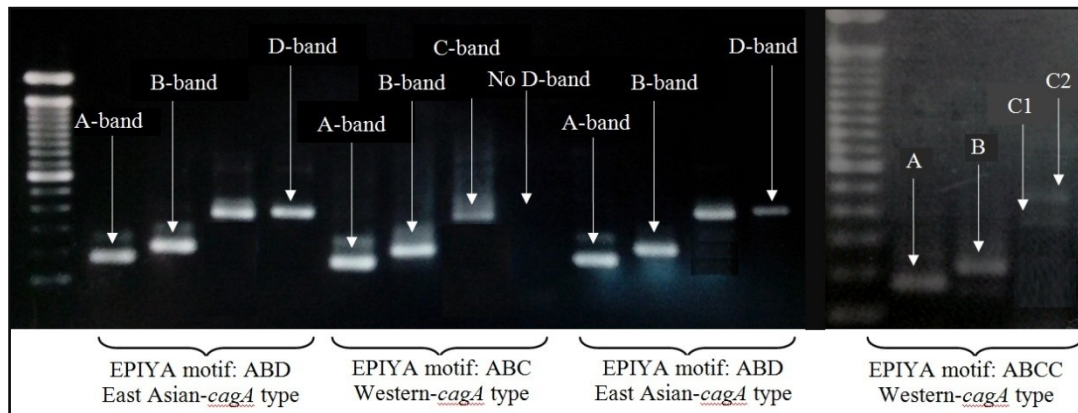 D-band
C-band
D-band
B-band
B-band
No D-band
B-band
C2
A-band
A-band
A-band
C1
A
B
EPIYA motif: ABD
East Asian-cagA type
EPIYA motif: ABC
Western-cagA type
EPIYA motif: ABD
East Asian-cagA type
EPIYA motif: ABCC
Western-cagA type